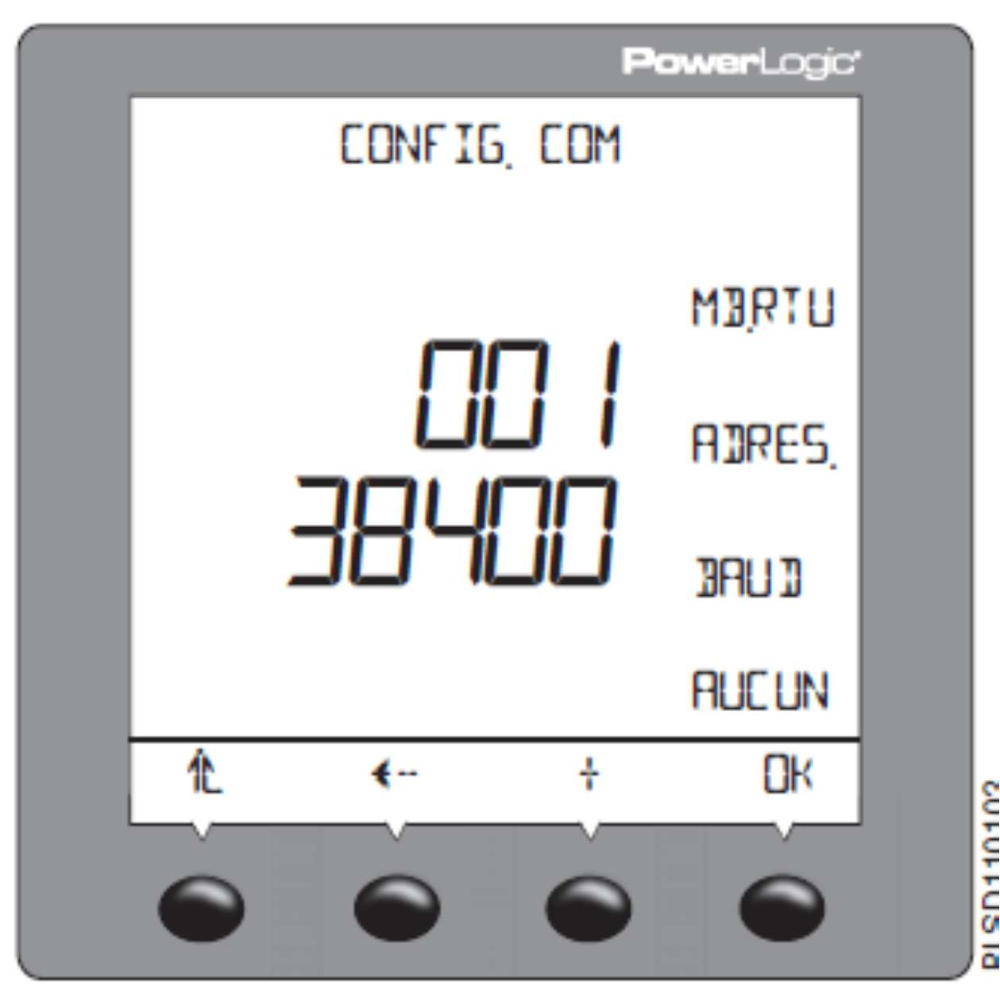 PowerLogic
CONFIG. COM
MB.RTU
001 ADRES.
38400 BAUD
AUCUN
← -- + OK
PLSD110102